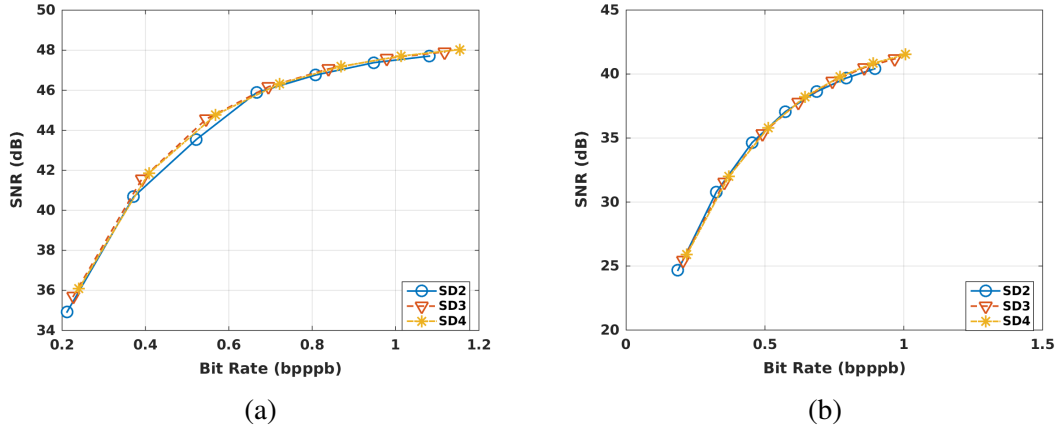 50
48
46
44
42
40
38
36
34
SNR (dB)
0.2 0.4 0.6 0.8 1 1.2
Bit Rate (bpppb)
SD2
SD3
SD4
(a)
45
40
35
30
25
20
SNR (dB)
0 0.5 1 1.5
Bit Rate (bpppb)
SD2
SD3
SD4
(b)